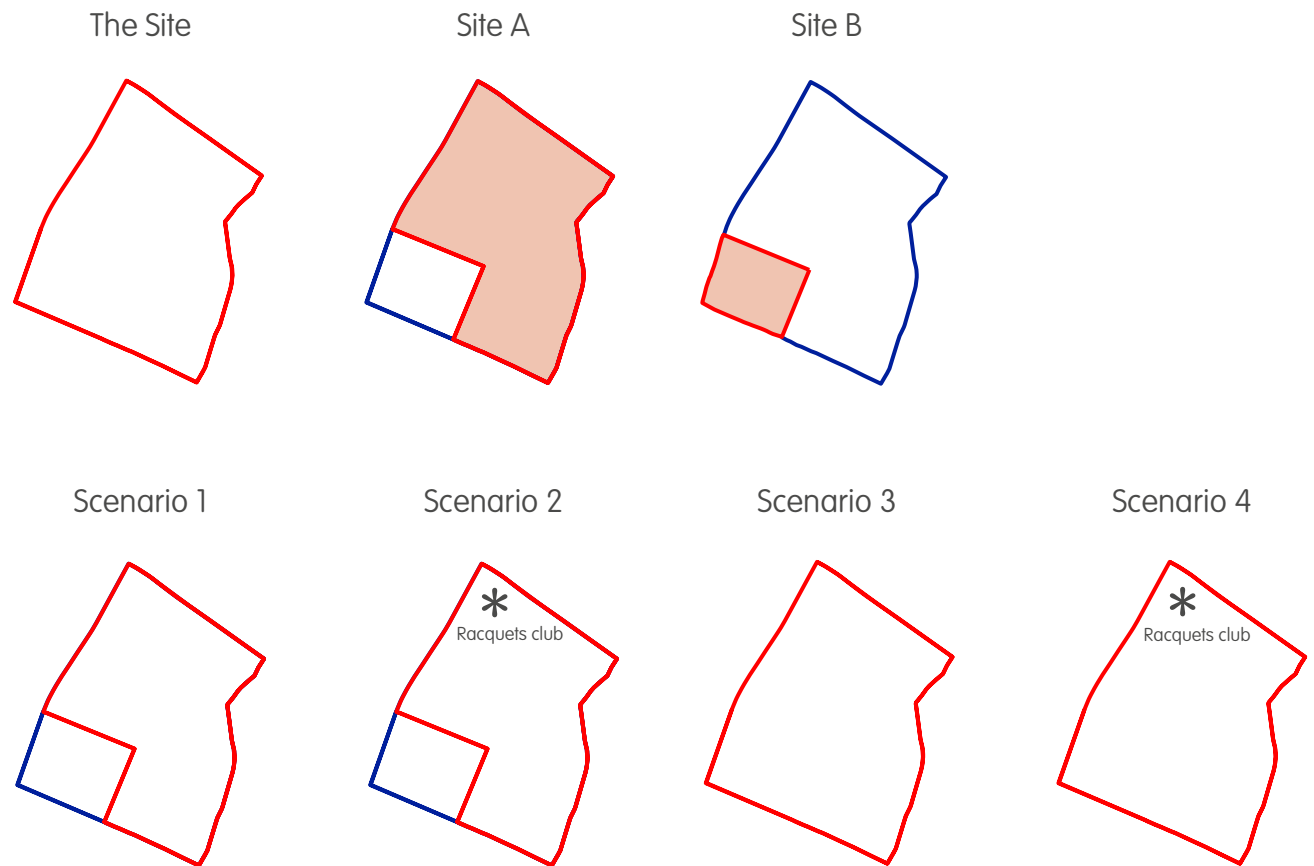 The Site
Site A
Site B
Scenario 1
Scenario 2
Scenario 3
Scenario 4
Racquets club
Racquets club